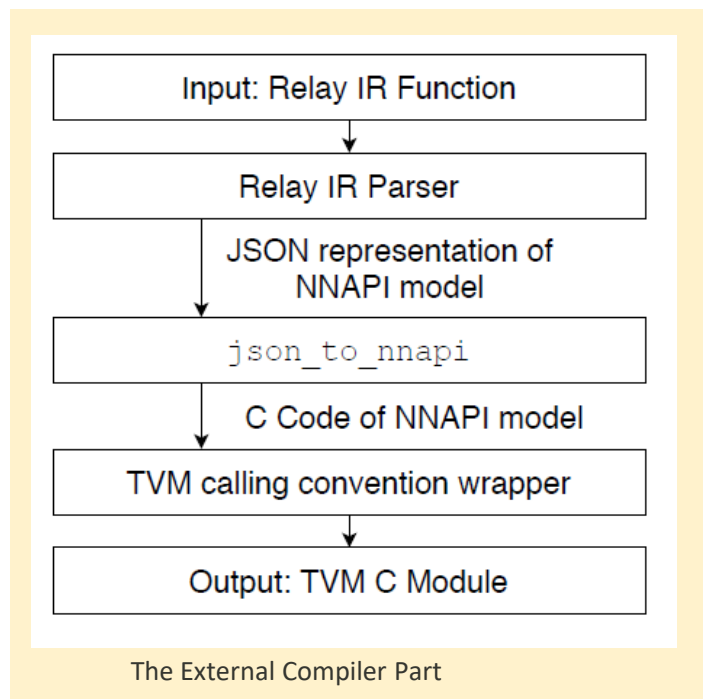 Input: Relay IR Function
Relay IR Parser
JSON representation of
NNAPI model
json_to_nnapi
C Code of NNAPI model
TVM calling convention wrapper
Output: TVM C Module
The External Compiler Part